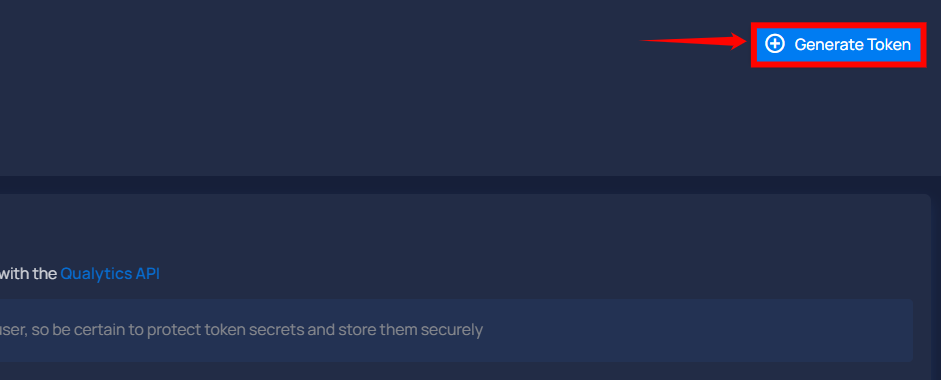 Generate Token
with the Qualytics API
user, so be certain to protect token secrets and store them securely